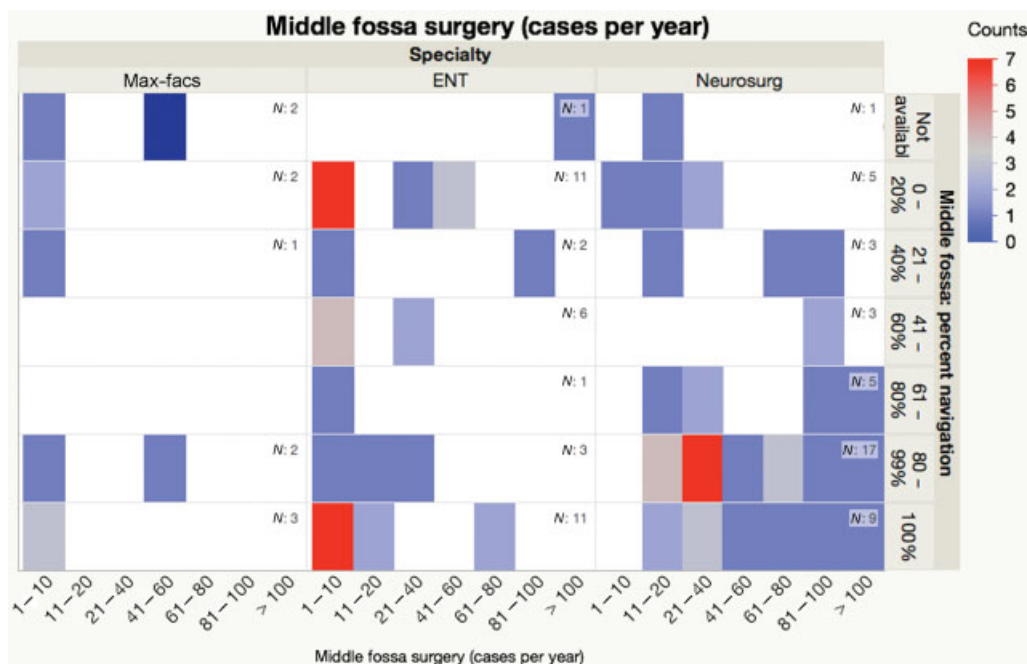 Middle fossa surgery (cases per year)
Specialty
Max-facs ENT Neurosurg
Counts
7
6
5
4
3
2
1
0
N: 2 N: 1 N: 1
Not
availabl
N: 2 N: 11 N: 5
0 –
20%
N: 1 N: 2 N: 3
21 –
40%
N: 6 N: 3
41 –
60%
N: 1 N: 5
61 –
80%
N: 2 N: 3 N: 17
80 –
99%
N: 3 N: 11 N: 9
100%
Middle fossa: percent navigation
1 – 10 11 – 20 21 – 40 41 – 60 61 – 80 81 – 100 > 100 1 – 10 11 – 20 21 – 40 41 – 60 61 – 80 81 – 100 > 100 1 – 10 11 – 20 21 – 40 41 – 60 61 – 80 81 – 100 > 100
Middle fossa surgery (cases per year)